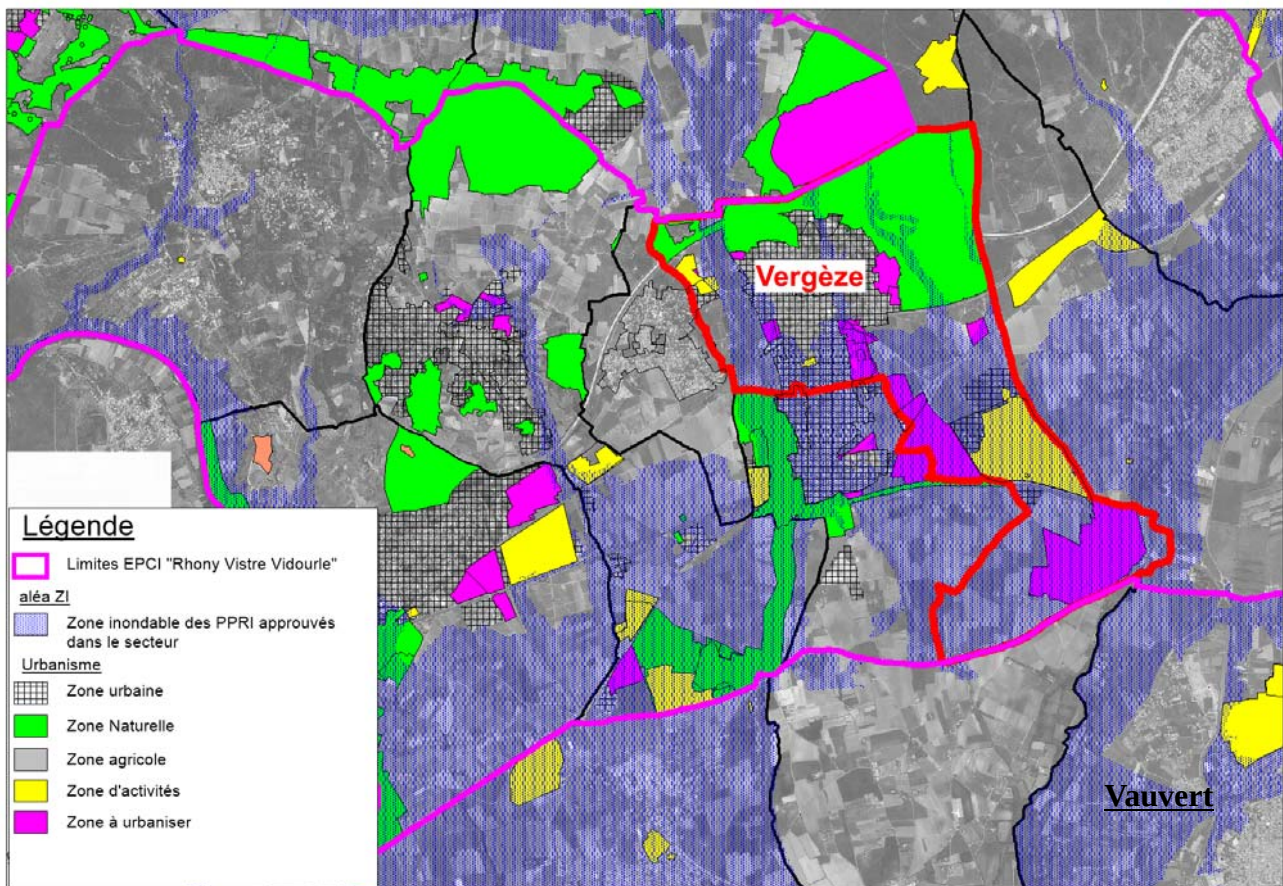 Vergèze
Légende
Limites EPCI "Rhony Vistre Vidourle"
aléa ZI
Zone inondable des PPRI approuvés
dans le secteur
Urbanisme
Zone urbaine
Zone Naturelle
Zone agricole
Zone d'activités
Zone à urbaniser
Vauvert